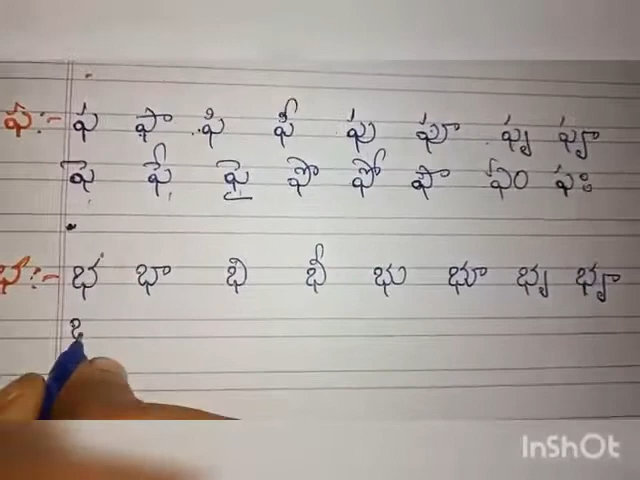 ఫ:- ఫ ఫా ఫి ఫీ ఫు ఫూ ఫృ ఫౄ
ఫె ఫే ఫై ఫొ ఫో ఫౌ ఫం ఫః
భ:- భ భా భి భీ భు భూ భృ భౄ
InShOt